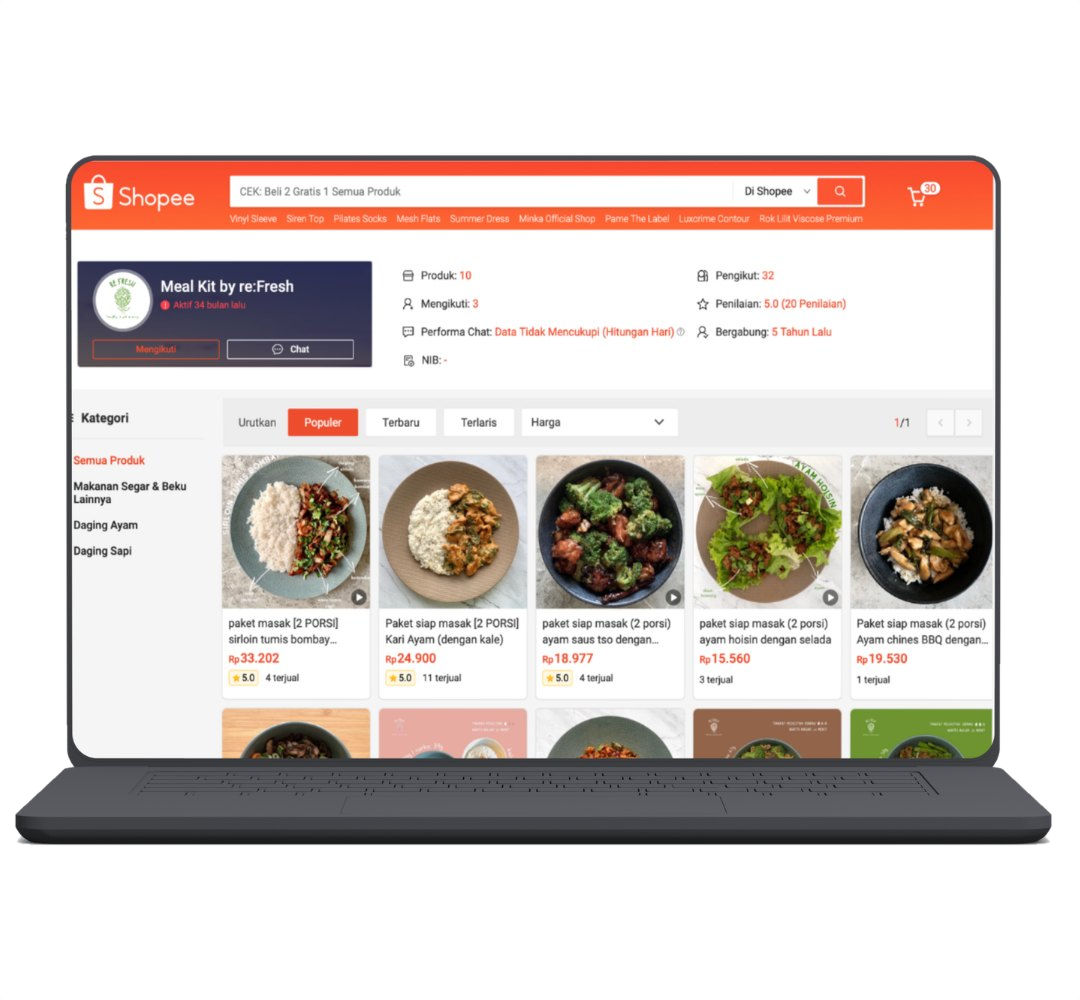 Shopee
CEK: Beli 2 Gratis 1 Semua Produk
Di Shopee
30
Vinyl Sleeve Siren Top Pilates Socks Mesh Flats Summer Dress Minka Official Shop Pame The Label Luxorime Contour Rok Lilit Viscose Premium
RE FRESH
Meal Kit by re:Fresh
Aktif 34 bulan lalu
Mengikuti
Chat
Produk: 10
Pengikut: 32
Mengikuti: 3
Penilaian: 5.0 (20 Penilaian)
Performa Chat: Data Tidak Mencukupi (Hitungan Hari)
Bergabung: 5 Tahun Lalu
NIB: -
Kategori
Semua Produk
Makanan Segar & Beku
Lainnya
Daging Ayam
Daging Sapi
Urutkan
Populer
Terbaru
Terlaris
Harga
1/1
AYAM HOISIN
paket masak [2 PORSI]
sirloin tumis bombay...
Rp33.202
5.0 4 terjual
Paket siap masak [2 PORSI]
Kari Ayam (dengan kale)
Rp24.900
5.0 11 terjual
paket siap masak (2 porsi)
ayam saus tso dengan...
Rp18.977
5.0 4 terjual
paket siap masak (2 porsi)
ayam hoisin dengan selada
Rp15.560
3 terjual
Paket siap masak (2 porsi)
Ayam chines BBQ dengan...
Rp19.530
1 terjual